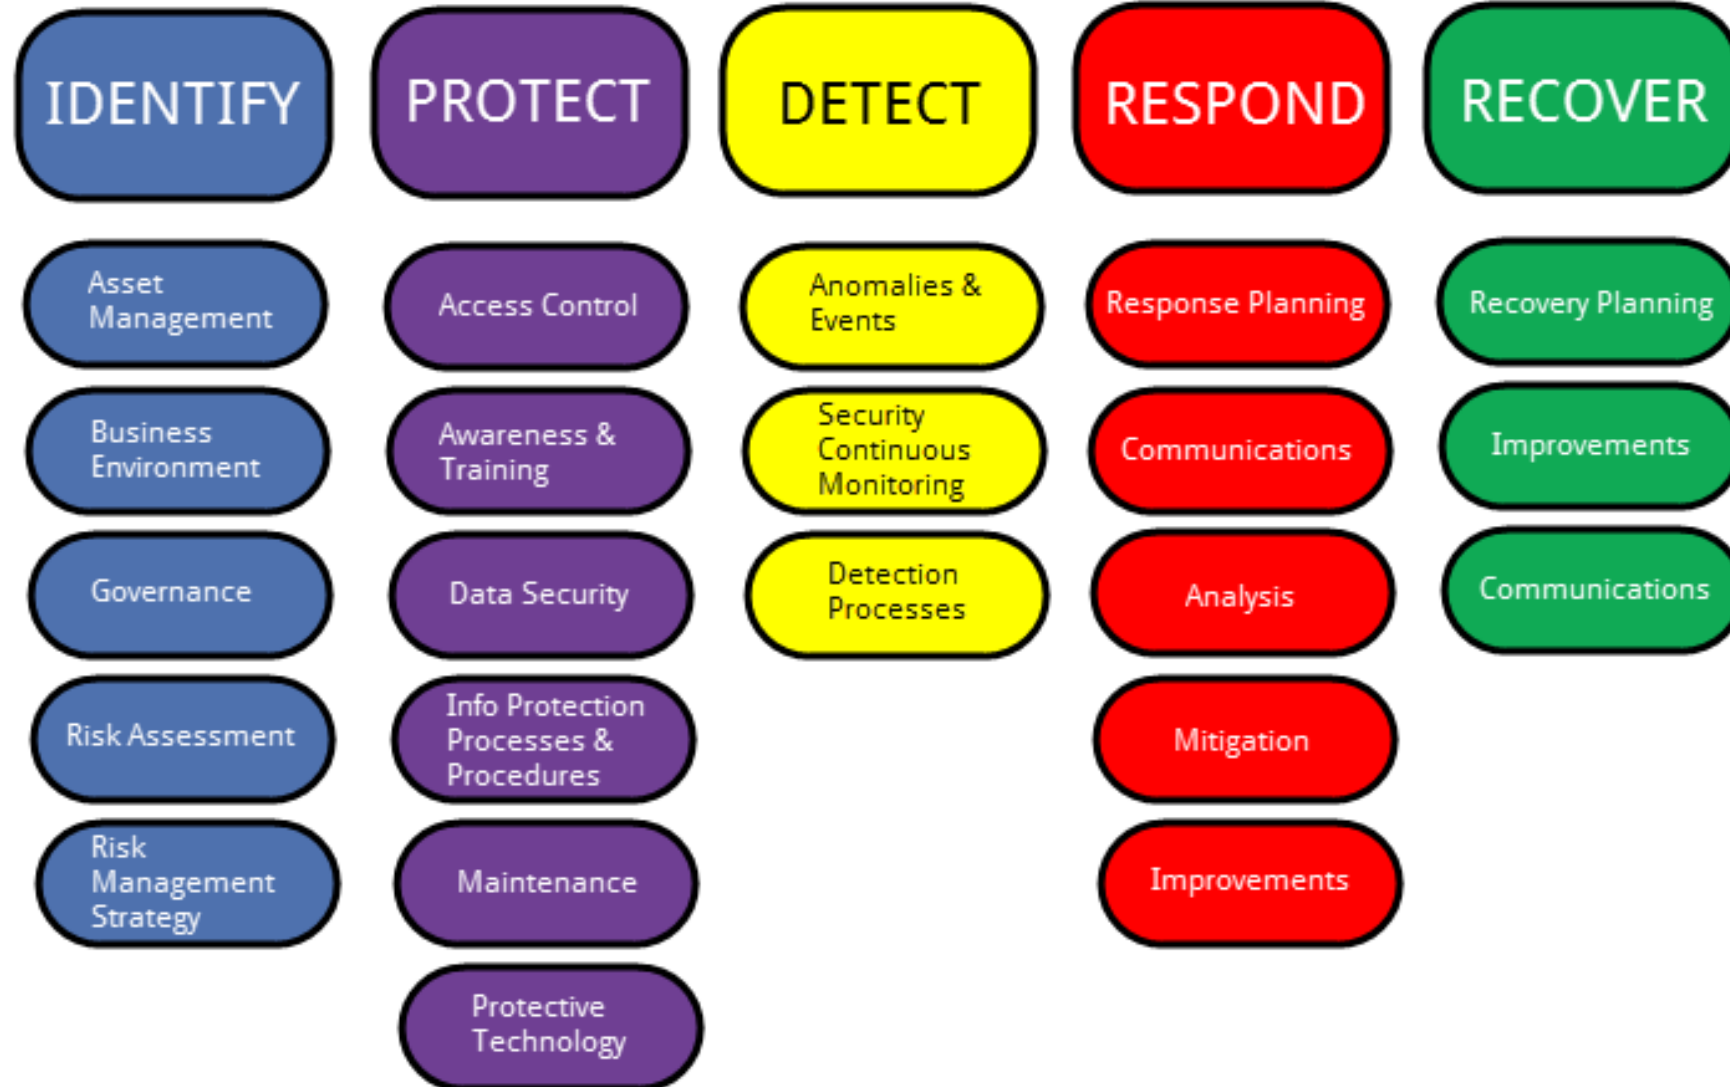 IDENTIFY
PROTECT
DETECT
RESPOND
RECOVER
Asset
Management
Business
Environment
Governance
Risk Assessment
Risk
Management
Strategy
Access Control
Awareness &
Training
Data Security
Info Protection
Processes &
Procedures
Maintenance
Protective
Technology
Anomalies &
Events
Security
Continuous
Monitoring
Detection
Processes
Response Planning
Communications
Analysis
Mitigation
Improvements
Recovery Planning
Improvements
Communications